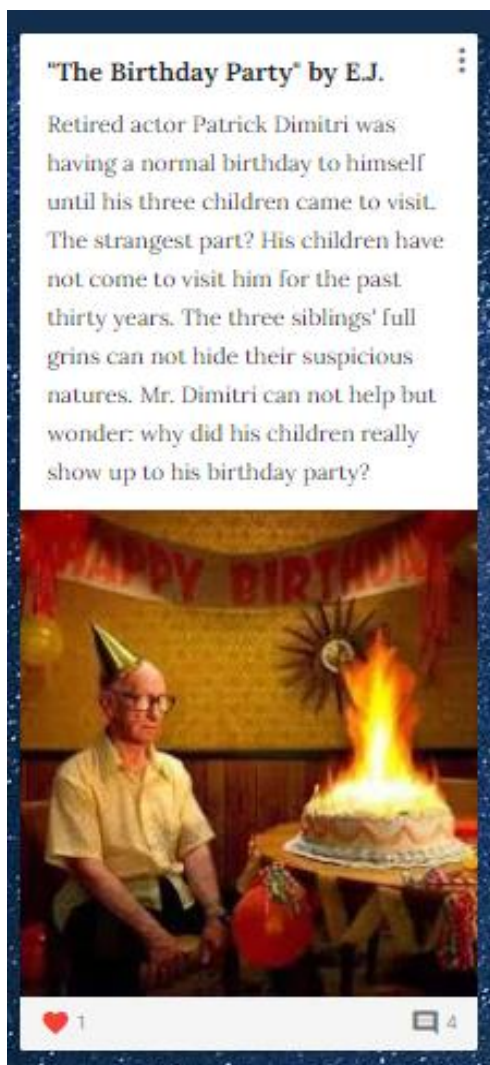 "The Birthday Party" by E.J.
Retired actor Patrick Dimitri was
having a normal birthday to himself
until his three children came to visit.
The strangest part? His children have
not come to visit him for the past
thirty years. The three siblings' full
grins can not hide their suspicious
natures. Mr. Dimitri can not help but
wonder: why did his children really
show up to his birthday party?
HAPPY BIRTHDA
1
4